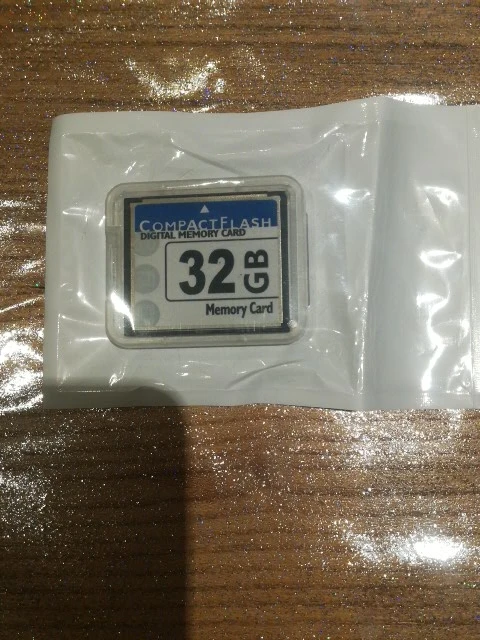 COMPACTFLASH
DIGITAL MEMORY CARD
32 GB
Memory Card